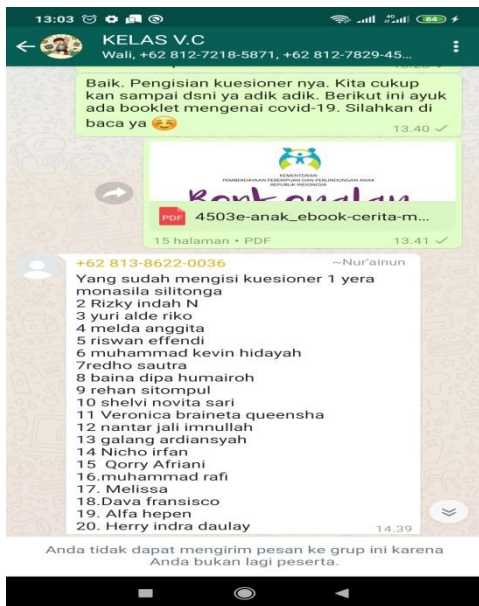 13:03
84
KELAS V.C
Wali, +62 812-7218-5871, +62 812-7829-45...
Baik. Pengisian kuesioner nya. Kita cukup
kan sampai dsni ya adik adik. Berikut ini ayuk
ada booklet mengenai covid-19. Silahkan di
baca ya 😊
13.40
KEMENTERIAN
PEMBERDAYAAN PEREMPUAN DAN PERLINDUNGAN ANAK
REPUBLIK INDONESIA
PDF
4503e-anak_ebook-cerita-m...
15 halaman • PDF
13.41
+62 813-8622-0036
~Nur'ainun
Yang sudah mengisi kuesioner 1 yera
monasila silitonga
2 Rizky indah N
3 yuri alde riko
4 melda anggita
5 riswan effendi
6 muhammad kevin hidayah
7redho sautra
8 baina dipa humairoh
9 rehan sitompul
10 shelvi novita sari
11 Veronica braineta queensha
12 nantar jali imnullah
13 galang ardiansyah
14 Nicho irfan
15  Qorry Afriani
16.muhammad rafi
17. Melissa
18.Dava fransisco
19. Alfa hepen
20. Herry indra daulay
14.39
Anda tidak dapat mengirim pesan ke grup ini karena
Anda bukan lagi peserta.